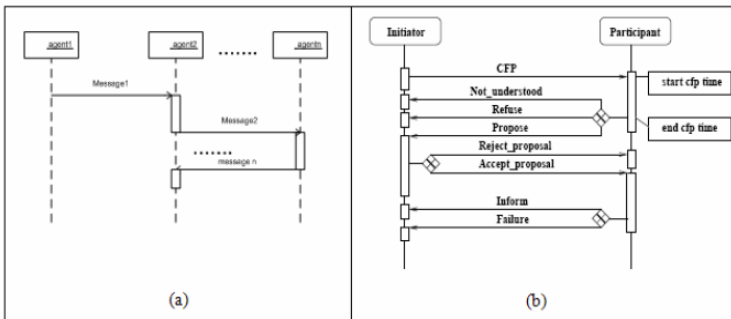 agent1
agent2
.......
agentn
Message1
Message2
.......
message n
(a)
Initiator
Participant
CFP
start cfp time
Not_understood
Refuse
Propose
end cfp time
Reject_proposal
Accept_proposal
Inform
Failure
(b)